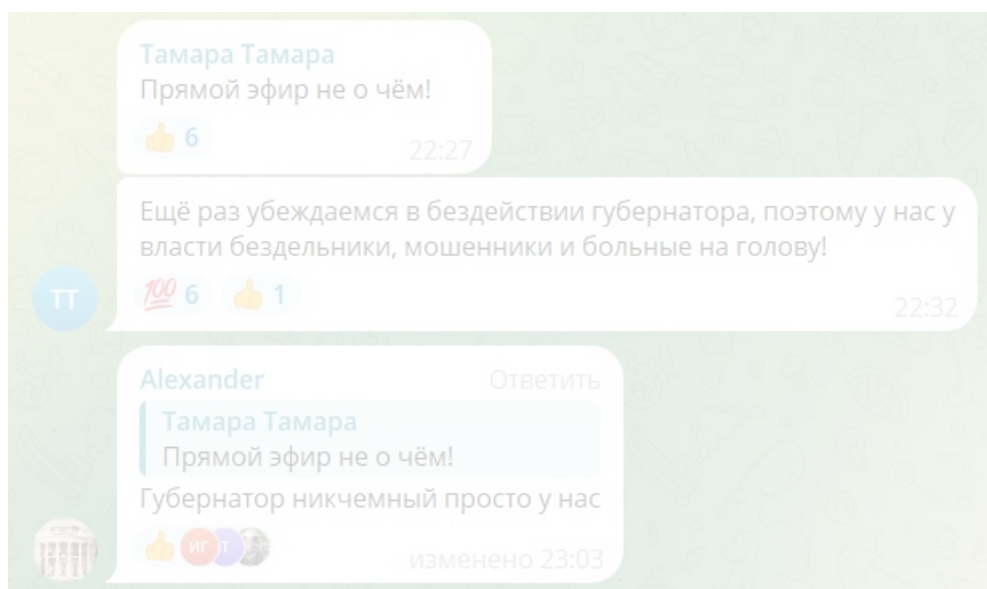 Тамара Тамара
Прямой эфир не о чём!
👍 6
22:27
Ещё раз убеждаемся в бездействии губернатора, поэтому у нас у
власти бездельники, мошенники и больные на голову!
ТТ
💯 6 👍 1
22:32
Alexander Ответить
Тамара Тамара
Прямой эфир не о чём!
Губернатор никчемный просто у нас
👍 ИГ Т
изменено 23:03